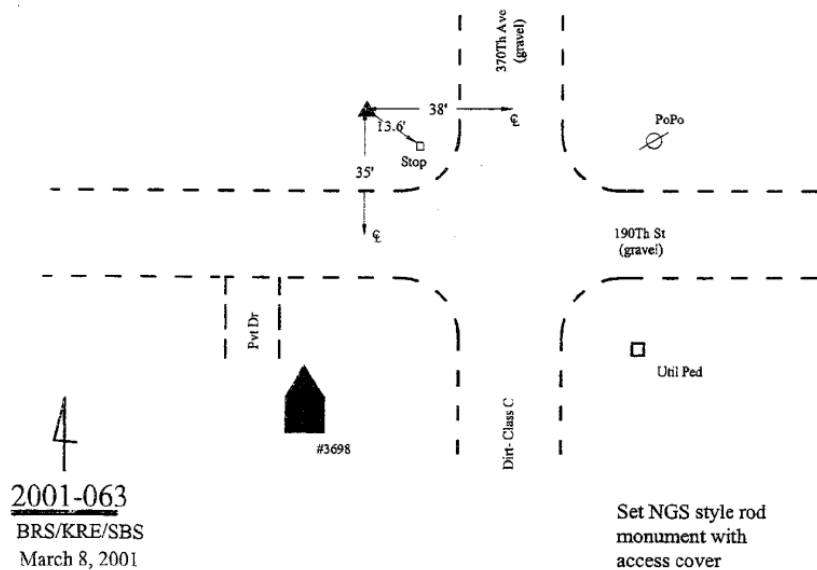 370Th Ave
(gravel)
38'
℄
13.6'
Stop
35'
℄
PoPo
190Th St
(gravel)
Pvt Dr
#3698
Util Ped
Dirt- Class C
2001-063
BRS/KRE/SBS
March 8, 2001
Set NGS style rod
monument with
access cover